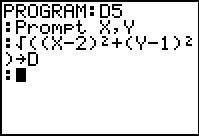 PROGRAM:D5
:Prompt X,Y
:√((X-2)²+(Y-1)²
)→D
: